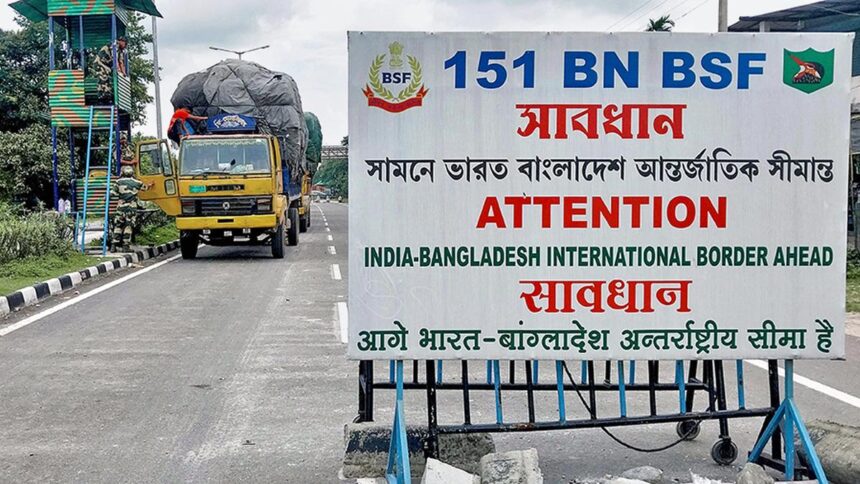 BSF
151 BN BSF
সাবধান
সামনে ভারত বাংলাদেশ আন্তর্জাতিক সীমান্ত
ATTENTION
INDIA-BANGLADESH INTERNATIONAL BORDER AHEAD
सावधान
आगे भारत-बांग्लादेश अन्तर्राष्ट्रीय सीमा है